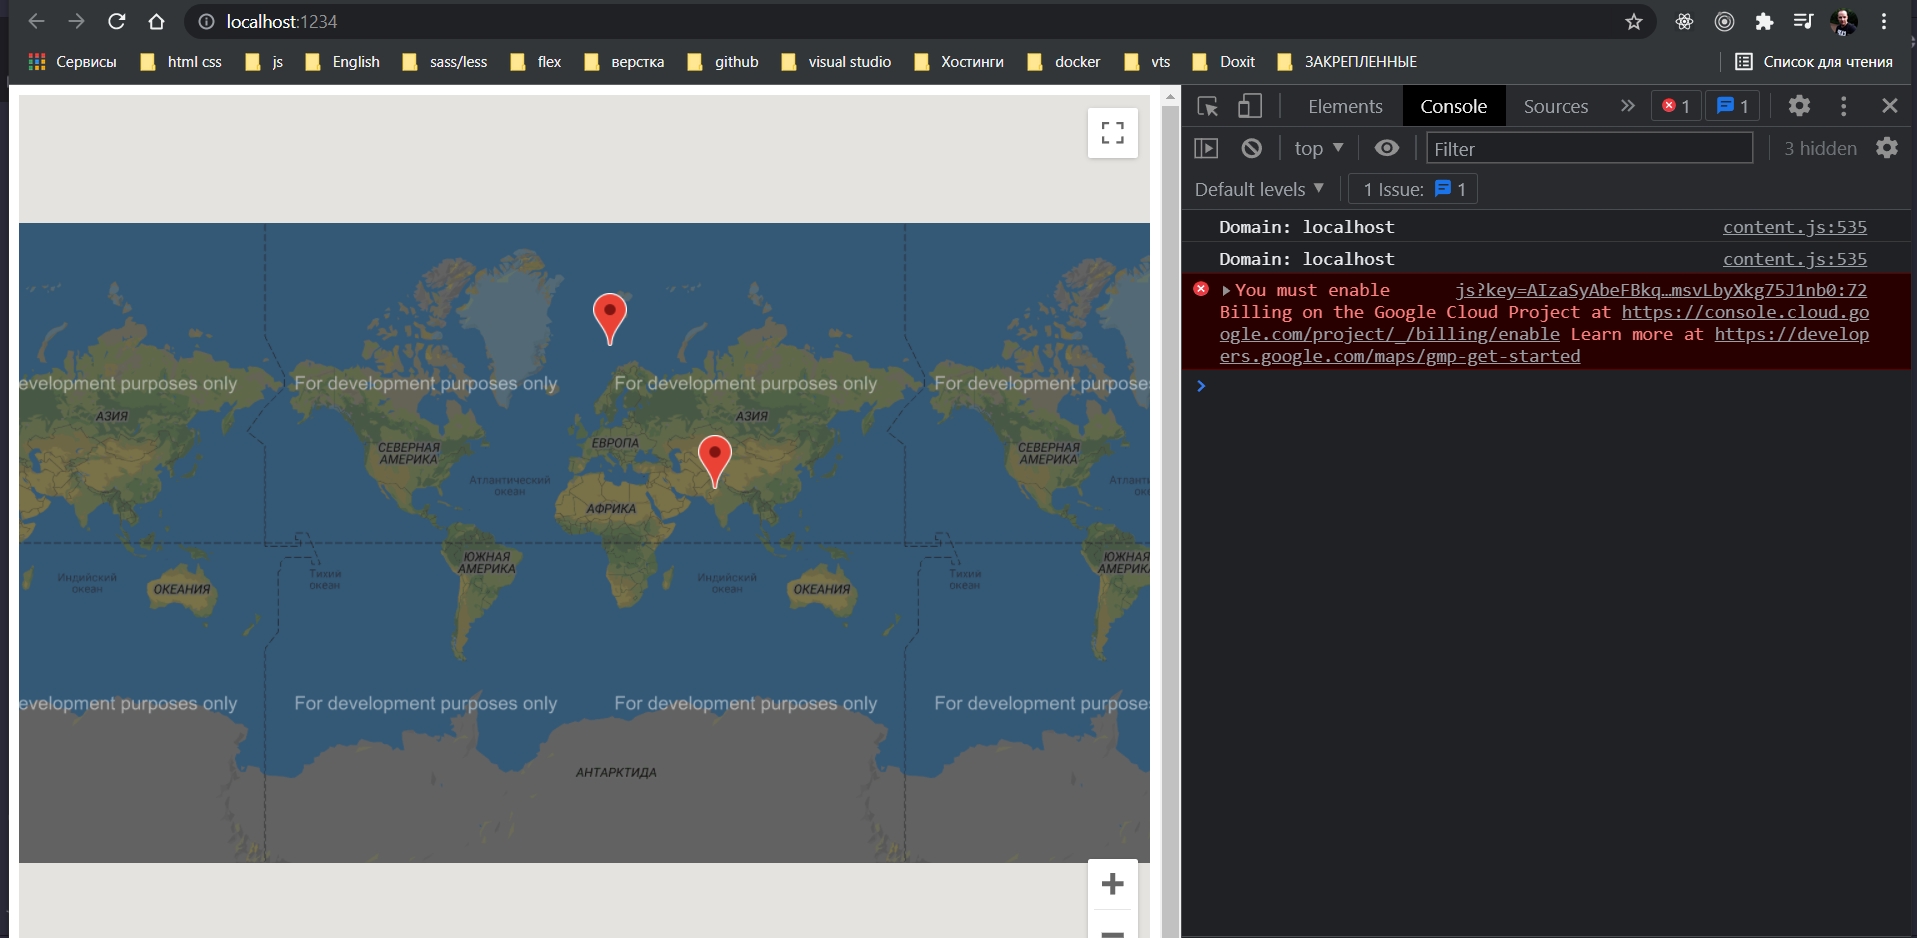 localhost:1234
Сервисы html css js English sass/less flex верстка github visual studio Хостинги docker vts Doxit ЗАКРЕПЛЕННЫЕ Список для чтения
Elements Console Sources 1 1
top Filter 3 hidden
Default levels 1 Issue: 1
Domain: localhost content.js:535
Domain: localhost content.js:535
You must enable js?key=AIzaSyAbeFBkq…msvLbyXkg75J1nb0:72
Billing on the Google Cloud Project at https://console.cloud.go
ogle.com/project/_/billing/enable Learn more at https://develop
ers.google.com/maps/gmp-get-started
evelopment purposes only For development purposes only For development purposes only For development purpose
АЗИЯ АЗИЯ
ЕВРОПА
СЕВЕРНАЯ
АМЕРИКА
СЕВЕРНАЯ
АМЕРИКА
Атлантический
океан
АФРИКА
ЮЖНАЯ
АМЕРИКА
ЮЖНАЯ
АМЕРИКА
Индийский
океан
ОКЕАНИЯ
Тихий
океан
Индийский
океан
ОКЕАНИЯ
Тихий
океан
evelopment purposes only For development purposes only For development purposes only For development purpose
АНТАРКТИДА